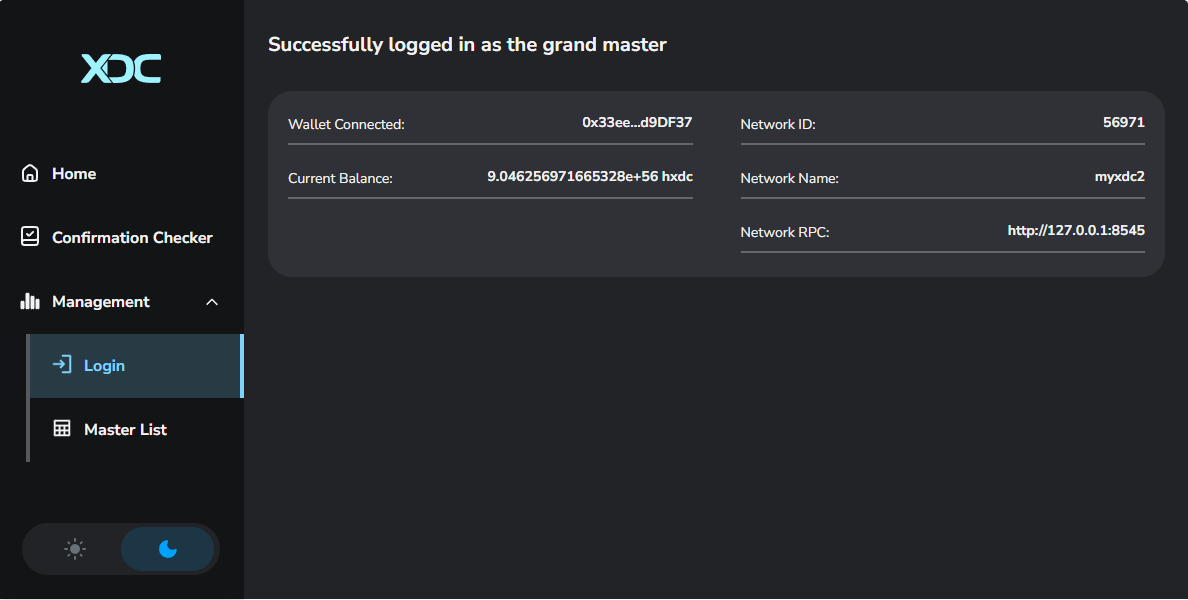 XDC
Home
Confirmation Checker
Management
Login
Master List
Successfully logged in as the grand master
Wallet Connected: 0x33ee...d9DF37
Current Balance: 9.046256971665328e+56 hxdc
Network ID: 56971
Network Name: myxdc2
Network RPC: http://127.0.0.1:8545